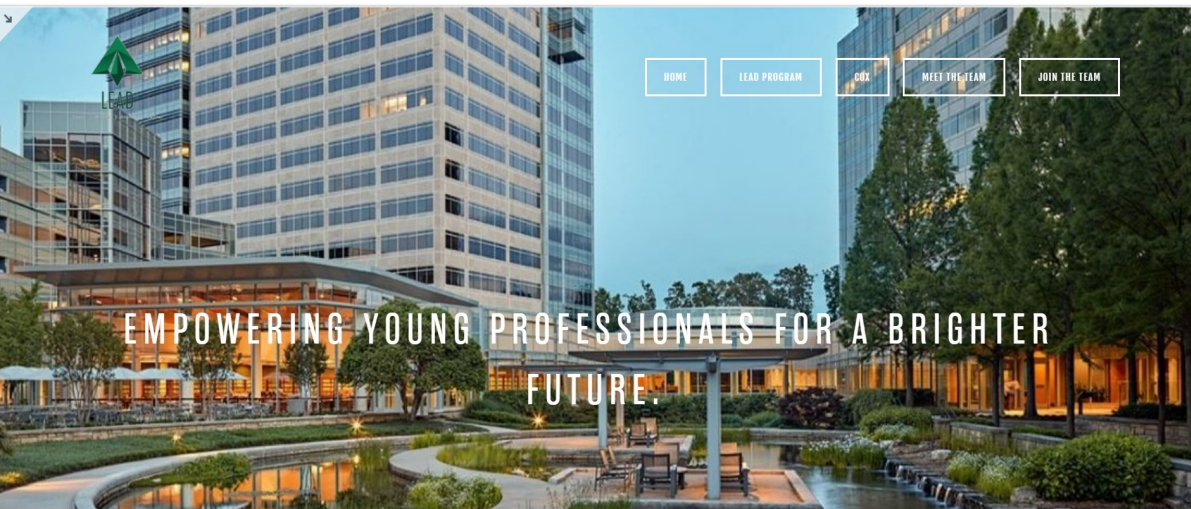 LEAD
HOME
LEAD PROGRAM
COX
MEET THE TEAM
JOIN THE TEAM
EMPOWERING YOUNG PROFESSIONALS FOR A BRIGHTER
FUTURE.